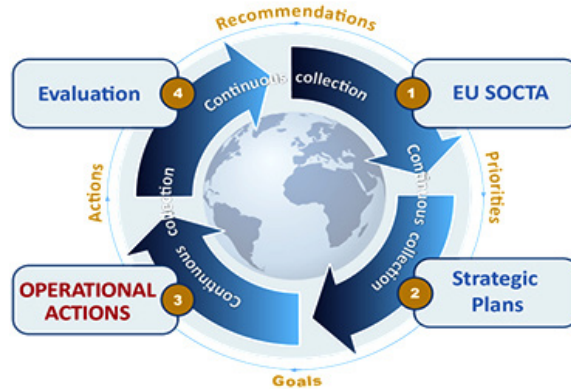 Recommendations
Continuous collection
1
EU SOCTA
Priorities
Continuous collection
2
Strategic
Plans
Goals
Continuous collection
3
OPERATIONAL
ACTIONS
Actions
4
Evaluation
Continuous